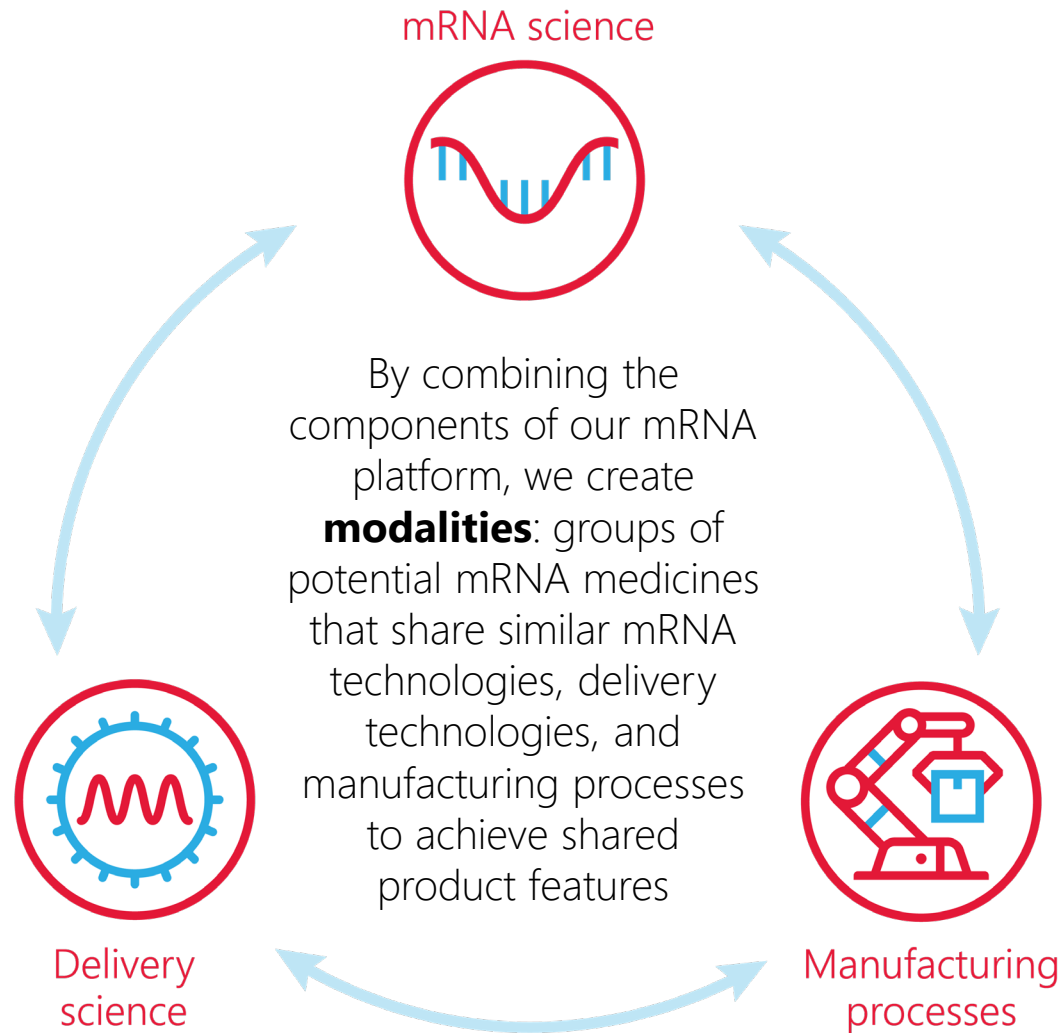 mRNA science
By combining the
components of our mRNA
platform, we create
modalities: groups of
potential mRNA medicines
that share similar mRNA
technologies, delivery
technologies, and
manufacturing processes
to achieve shared
product features
Delivery
science
Manufacturing
processes